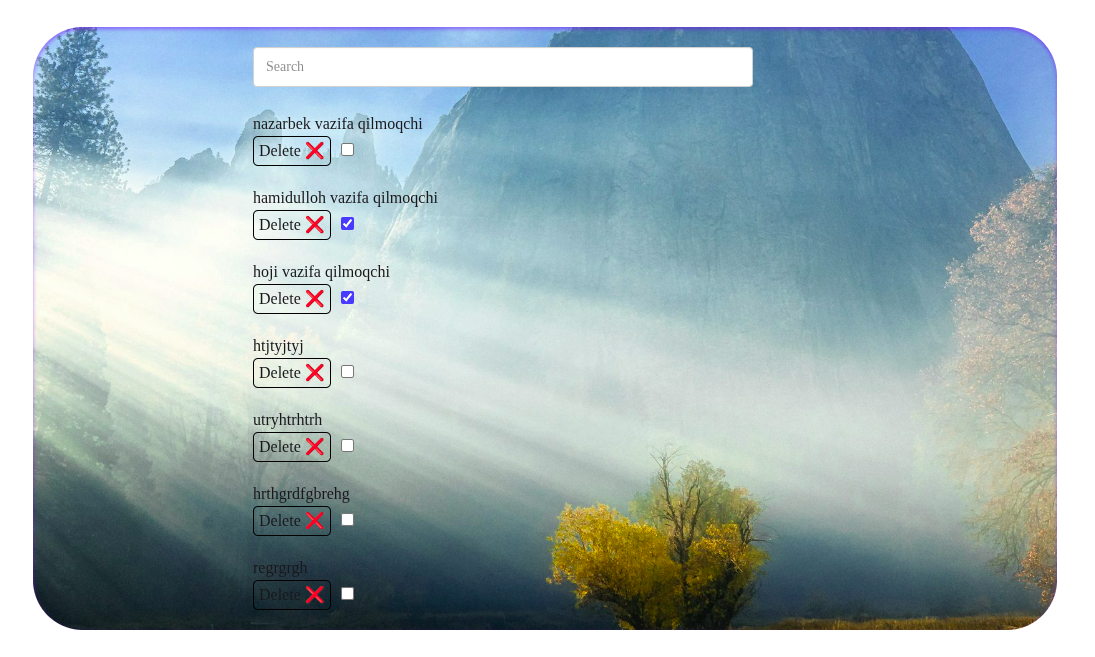 Search
nazarbek vazifa qilmoqchi
Delete ❌
hamidulloh vazifa qilmoqchi
Delete ❌
hoji vazifa qilmoqchi
Delete ❌
htjtyjtyj
Delete ❌
utryhtrhtrh
Delete ❌
hrthgrdfgbrehg
Delete ❌
regrgrgh
Delete ❌